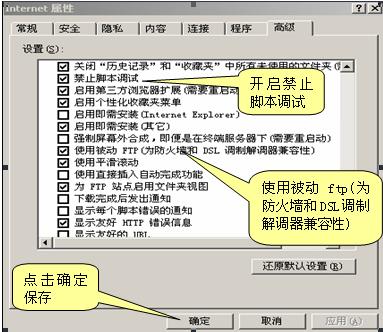 internet 属性
常规 安全 隐私 内容 连接 程序 高级
设置(S):
关闭“历史记录”和“收藏夹”中所有未使用的文件夹(
禁止脚本调试
启用第三方浏览器扩展(需要重启动
启用个性化收藏夹菜单
启用即需安装(Internet Explorer)
启用即需安装(其它)
强制屏幕外合成，即便是在终端服务器下(需要重启动)
使用被动 FTP(为防火墙和 DSL 调制解调器兼容性)
使用平滑滚动
使用直接插入自动完成功能
为 FTP 站点启用文件夹视图
下载完成后发出通知
显示每个脚本错误的通知
显示友好 HTTP 错误信息
显示友好的 URL
开启禁止
脚本调试
使用被动 ftp(为
防火墙和DSL调制
解调器兼容性)
还原默认设置(R)
点击确定
保存
确定 取消 应用(A)